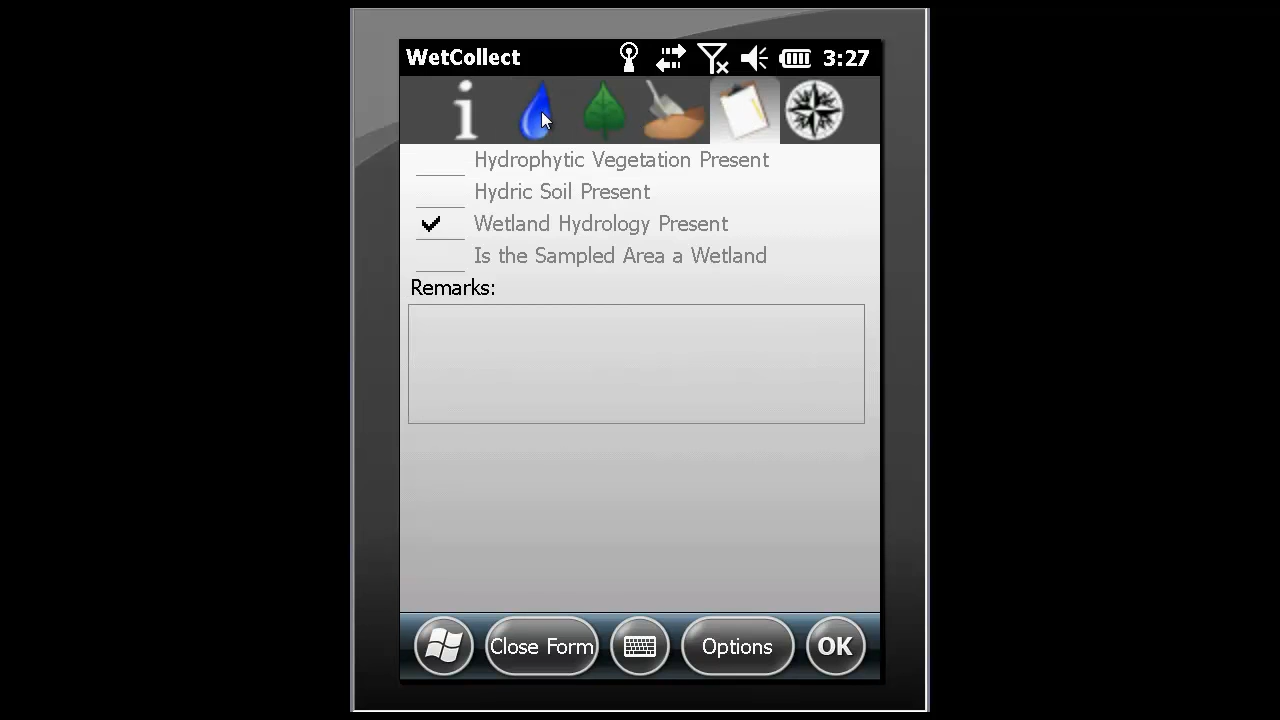 WetCollect 3:27
Hydrophytic Vegetation Present
Hydric Soil Present
Wetland Hydrology Present
Is the Sampled Area a Wetland
Remarks:
Close Form Options OK